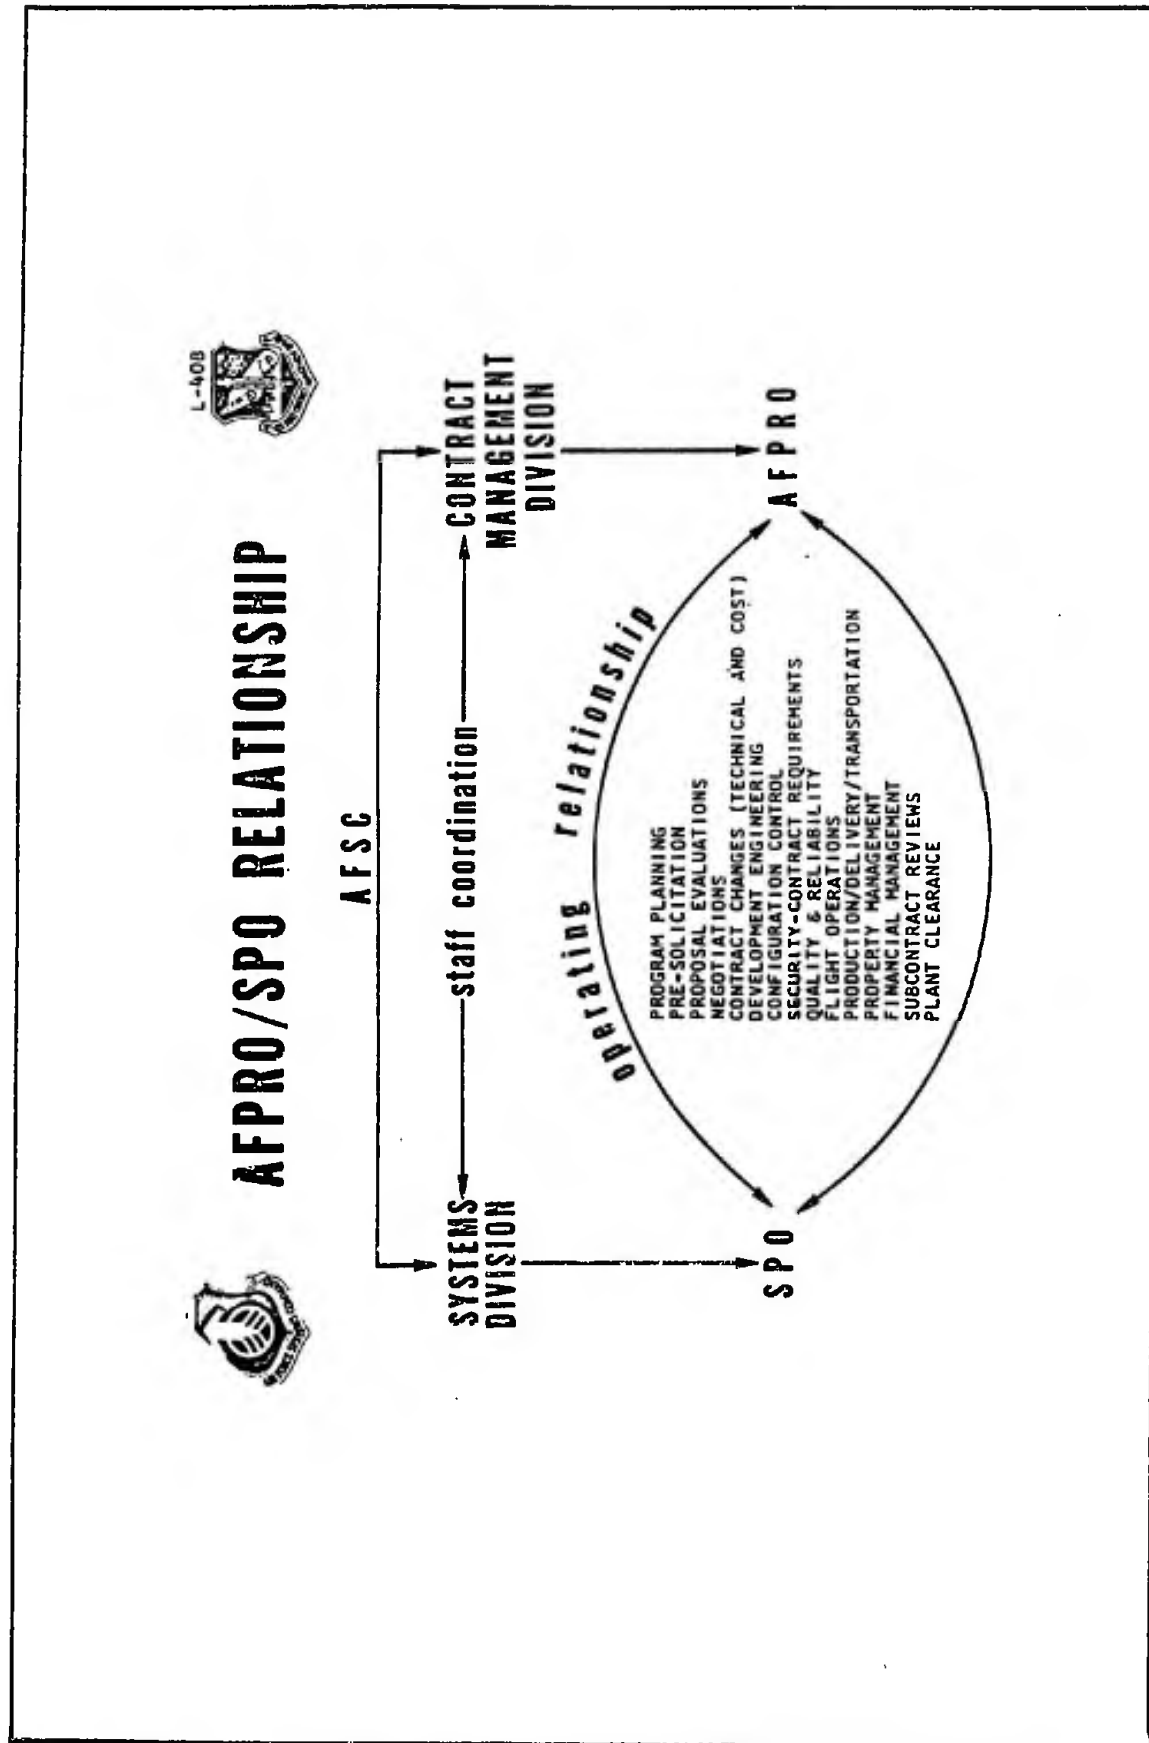 L-40B
AFPRO/SPO RELATIONSHIP
AFSC
SYSTEMS
DIVISION
staff coordination
CONTRACT
MANAGEMENT
DIVISION
operating relationship
SPO
AFPRO
PROGRAM PLANNING
PRE-SOLICITATION
PROPOSAL EVALUATIONS
NEGOTIATIONS
CONTRACT CHANGES (TECHNICAL AND COST)
DEVELOPMENT ENGINEERING
CONFIGURATION CONTROL
SECURITY-CONTRACT REQUIREMENTS
QUALITY & RELIABILITY
FLIGHT OPERATIONS
PRODUCTION/DELIVERY/TRANSPORTATION
PROPERTY MANAGEMENT
FINANCIAL MANAGEMENT
SUBCONTRACT REVIEWS
PLANT CLEARANCE